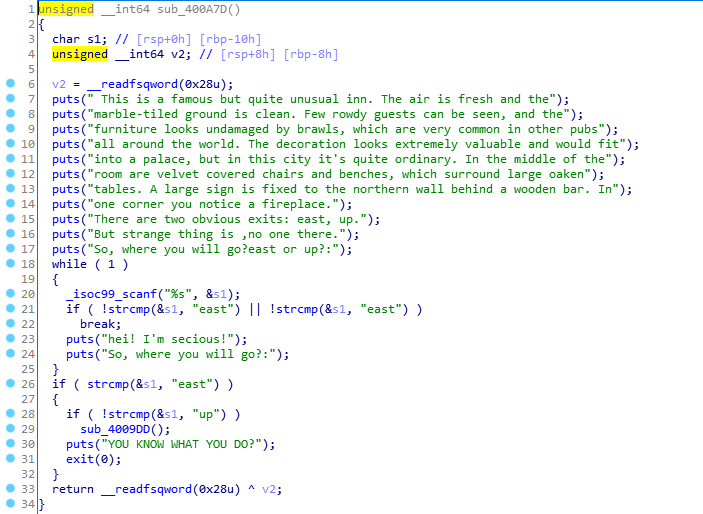 1 unsigned __int64 sub_400A7D()
2 {
3 char s1; // [rsp+0h] [rbp-10h]
4 unsigned __int64 v2; // [rsp+8h] [rbp-8h]
5
6 v2 = __readfsqword(0x28u);
7 puts(" This is a famous but quite unusual inn. The air is fresh and the");
8 puts("marble-tiled ground is clean. Few rowdy guests can be seen, and the");
9 puts("furniture looks undamaged by brawls, which are very common in other pubs");
10 puts("all around the world. The decoration looks extremely valuable and would fit");
11 puts("into a palace, but in this city it's quite ordinary. In the middle of the");
12 puts("room are velvet covered chairs and benches, which surround large oaken");
13 puts("tables. A large sign is fixed to the northern wall behind a wooden bar. In");
14 puts("one corner you notice a fireplace.");
15 puts("There are two obvious exits: east, up.");
16 puts("But strange thing is ,no one there.");
17 puts("So, where you will go?east or up?:");
18 while ( 1 )
19 {
20 _isoc99_scanf("%s", &s1);
21 if ( !strcmp(&s1, "east") || !strcmp(&s1, "east") )
22 break;
23 puts("hei! I'm secious!");
24 puts("So, where you will go?:");
25 }
26 if ( strcmp(&s1, "east") )
27 {
28 if ( !strcmp(&s1, "up") )
29 sub_4009DD();
30 puts("YOU KNOW WHAT YOU DO?");
31 exit(0);
32 }
33 return __readfsqword(0x28u) ^ v2;
34 }